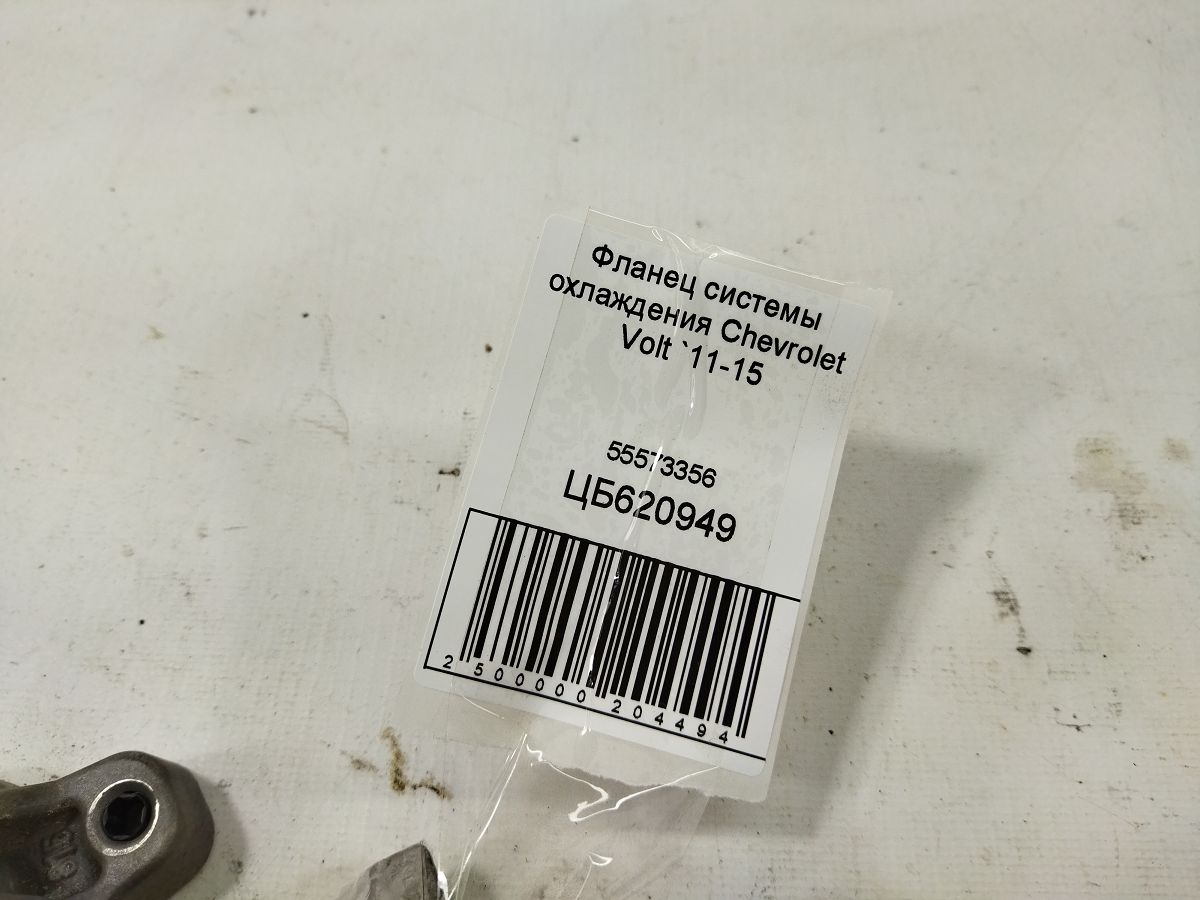 Фланец системы
охлаждения Chevrolet
Volt `11-15
55573356
ЦБ620949
2 500000 204494